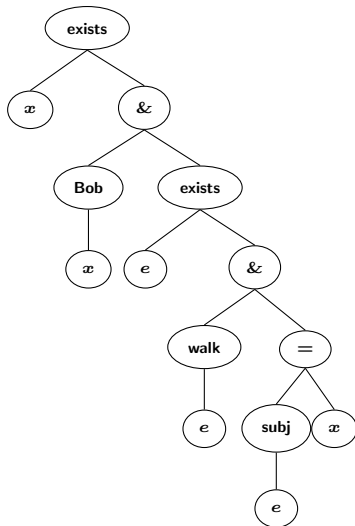 exists
x &
Bob exists
x e &
walk =
e subj x
e